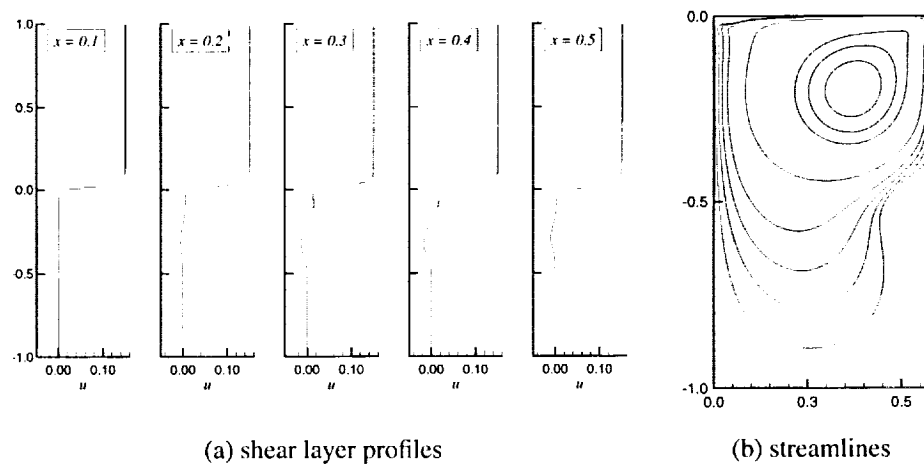 1.0
0.5
0.0
-0.5
-1.0
x = 0.1
x = 0.2
x = 0.3
x = 0.4
x = 0.5
0.00 0.10
0.00 0.10
0.00 0.10
0.00 0.10
0.00 0.10
u
u
u
u
u
(a) shear layer profiles
0.0
-0.5
-1.0
0.0 0.3 0.6
(b) streamlines